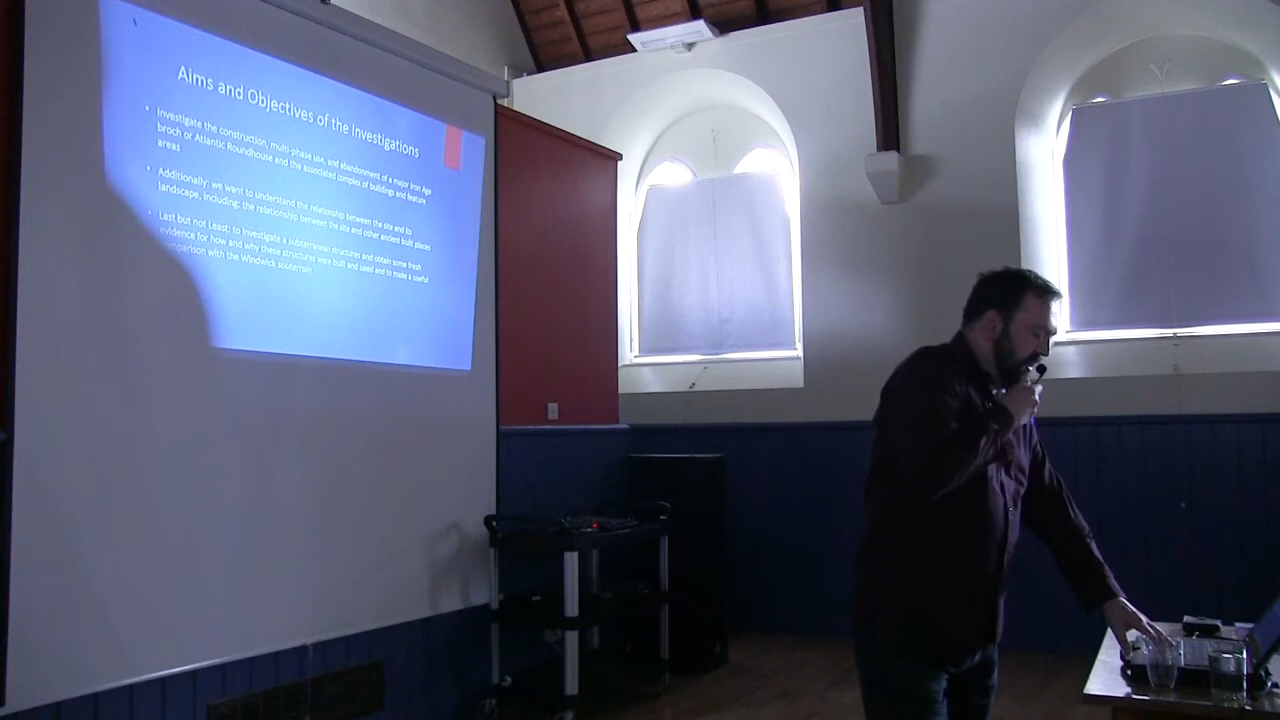 Aims and Objectives of the Investigations
• Investigate the construction, multi-phase use, and abandonment of a major Iron Age
broch or Atlantic Roundhouse and the associated complex of buildings and feature
areas
• Additionally: we want to understand the relationship between the site and its
landscape, including: the relationship between the site and other ancient built pieces
• Last but not Least: to investigate a subterranean structures and obtain some fresh
evidence for how and why these structures were built and used and to make a useful
comparison with the Windwick souterrain